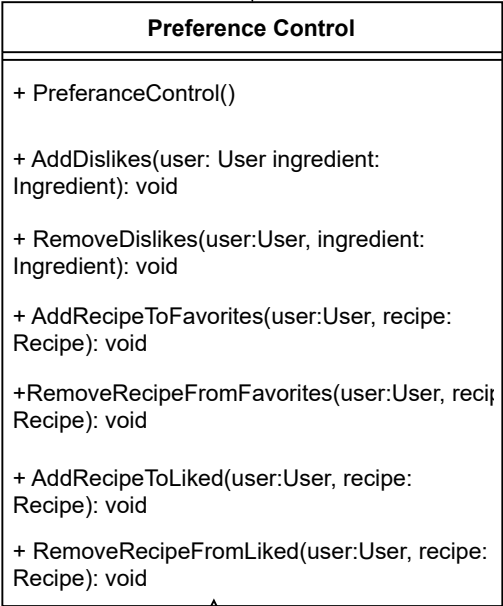 Preference Control
+ PreferanceControl()
+ AddDislikes(user: User ingredient:
Ingredient): void
+ RemoveDislikes(user:User, ingredient:
Ingredient): void
+ AddRecipeToFavorites(user:User, recipe:
Recipe): void
+RemoveRecipeFromFavorites(user:User,
Recipe): void
+ AddRecipeToLiked(user:User, recipe:
Recipe): void
+ RemoveRecipeFromLiked(user:User, recipe:
Recipe): void